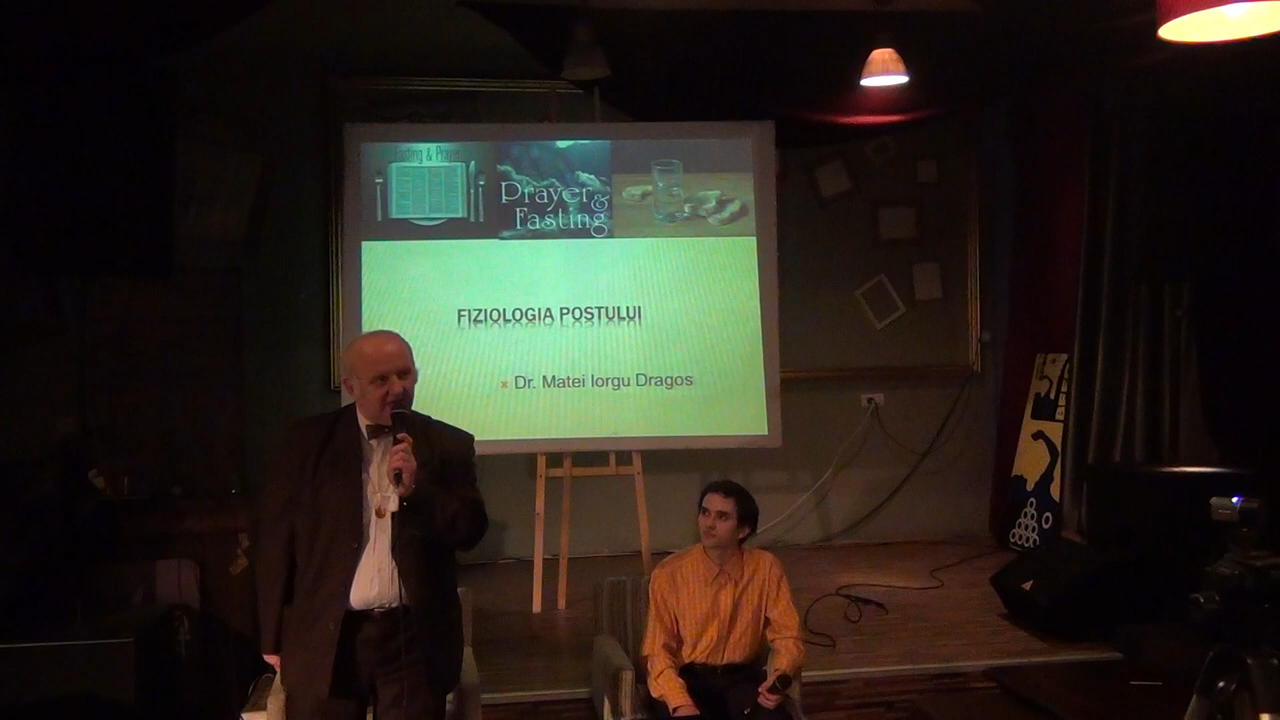 Fasting & Prayer
Prayer &
Fasting
FIZIOLOGIA POSTULUI
Dr. Matei Iorgu Dragos